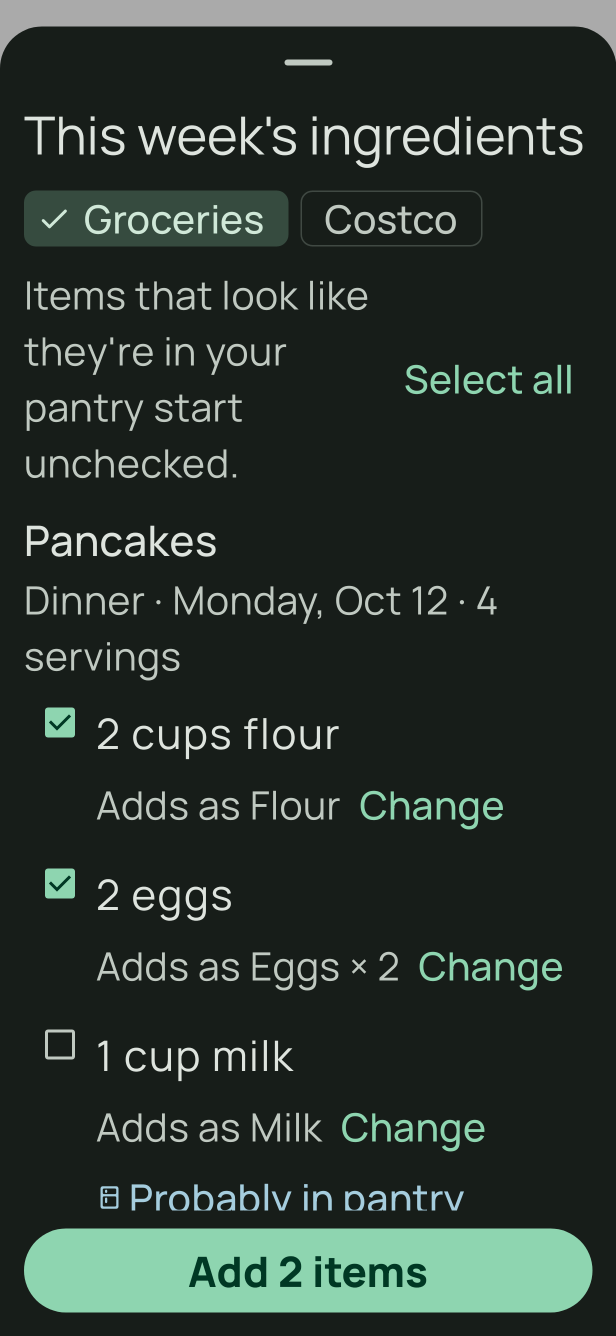 This week's ingredients
Groceries
Costco
Items that look like
they're in your
pantry start
unchecked.
Select all
Pancakes
Dinner · Monday, Oct 12 · 4
servings
2 cups flour
Adds as Flour Change
2 eggs
Adds as Eggs × 2 Change
1 cup milk
Adds as Milk Change
Probably in pantry
Add 2 items